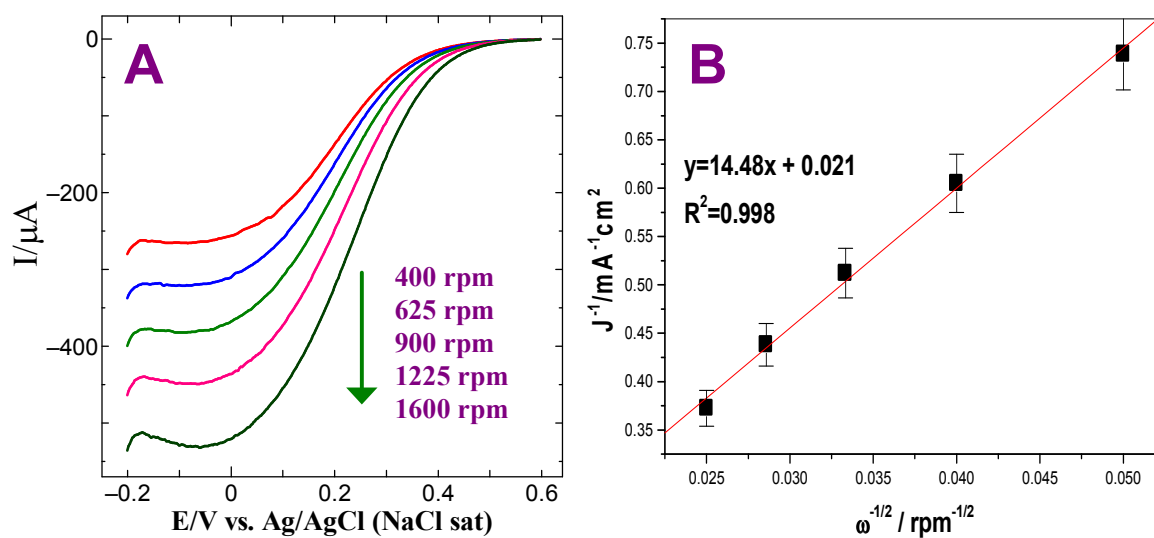 A
0
−200
−400
I/µA
400 rpm
625 rpm
900 rpm
1225 rpm
1600 rpm
−0.2
0
0.2
0.4
0.6
E/V vs. Ag/AgCl (NaCl sat)
B
0.75
0.70
0.65
0.60
0.55
0.50
0.45
0.40
0.35
J⁻¹/mA⁻¹cm²
y=14.48x + 0.021
R²=0.998
0.025
0.030
0.035
0.040
0.045
0.050
ω⁻¹/² / rpm⁻¹/²